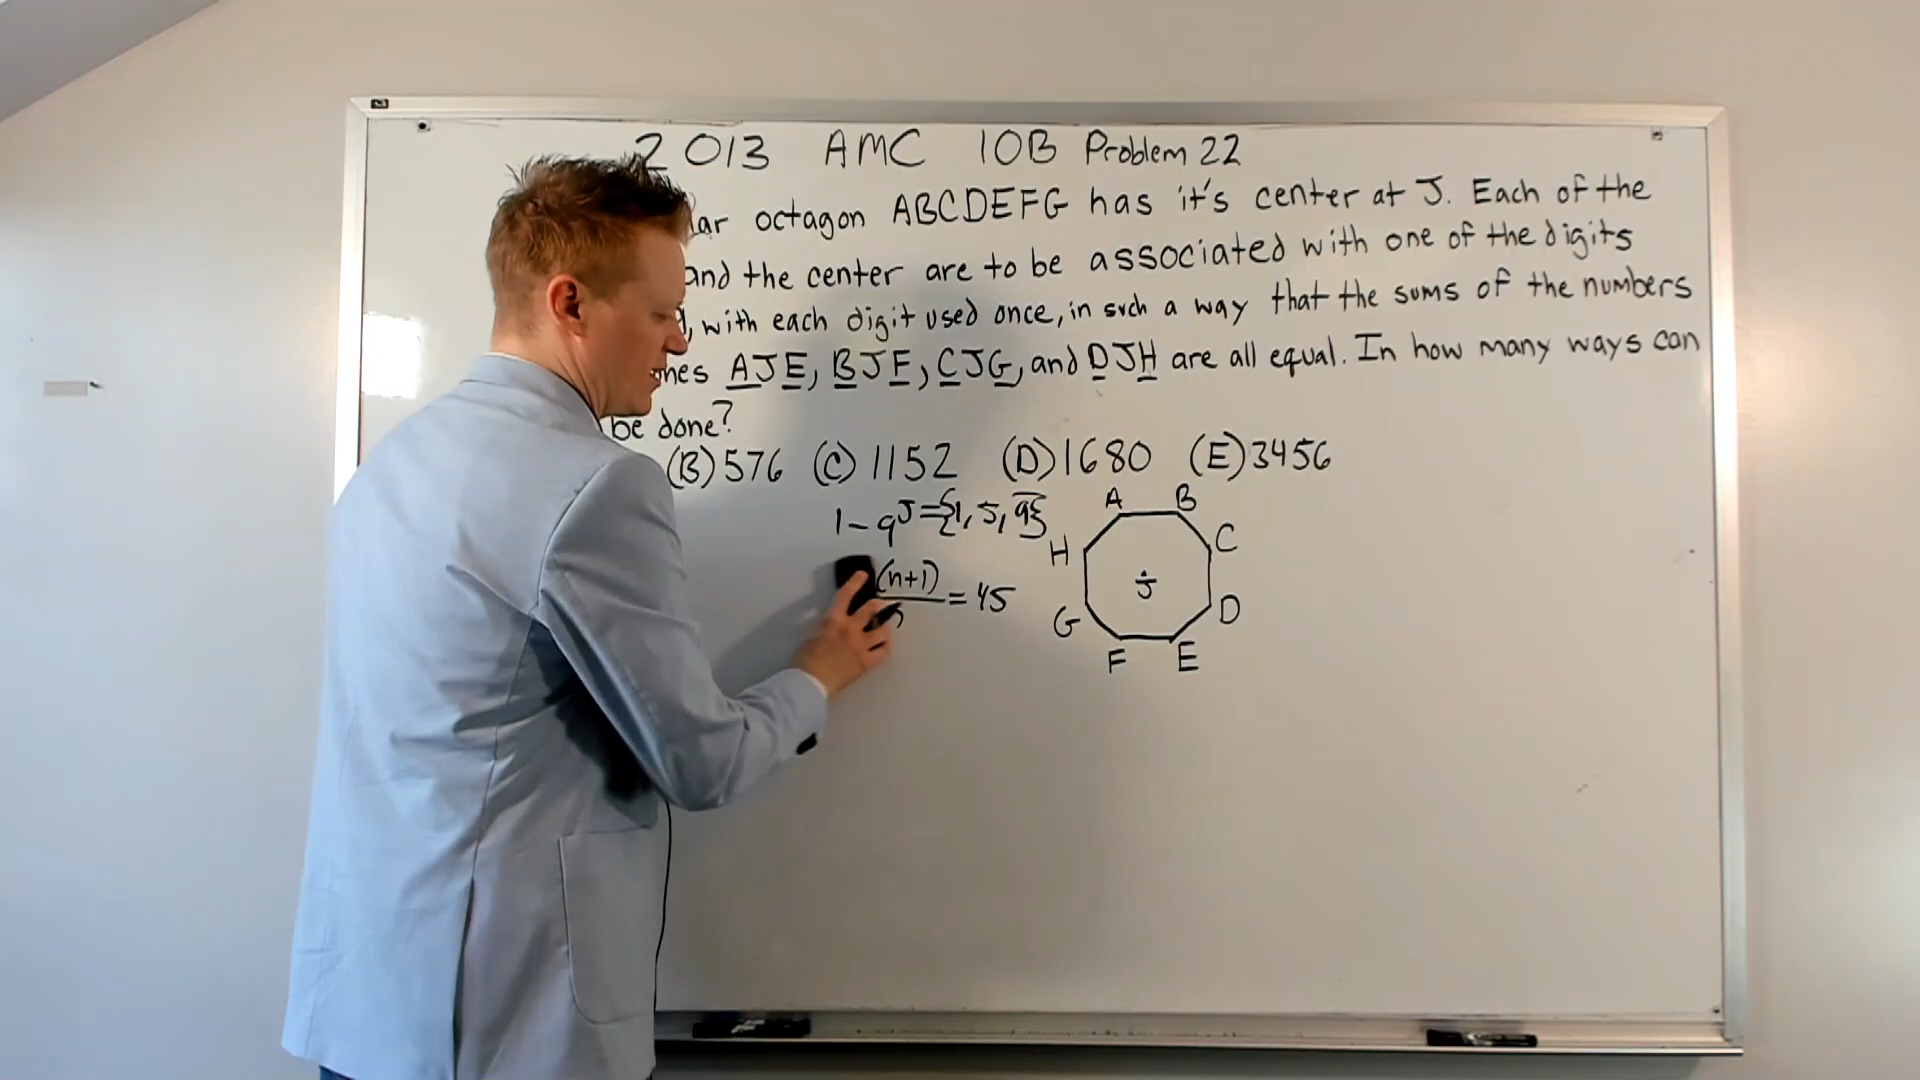 2013 AMC 10B Problem 22
lar octagon ABCDEFG has it's center at J. Each of the
and the center are to be associated with one of the digits
9, with each digit used once, in such a way that the sums of the numbers
nes AJE, BJF, CJG, and DJH are all equal. In how many ways can
be done?
(B) 576 (C) 1152 (D) 1680 (E) 3456
1-9 J={1, 5, 9}
(n+1) = 45
A
B
C
H
J
G
D
F
E